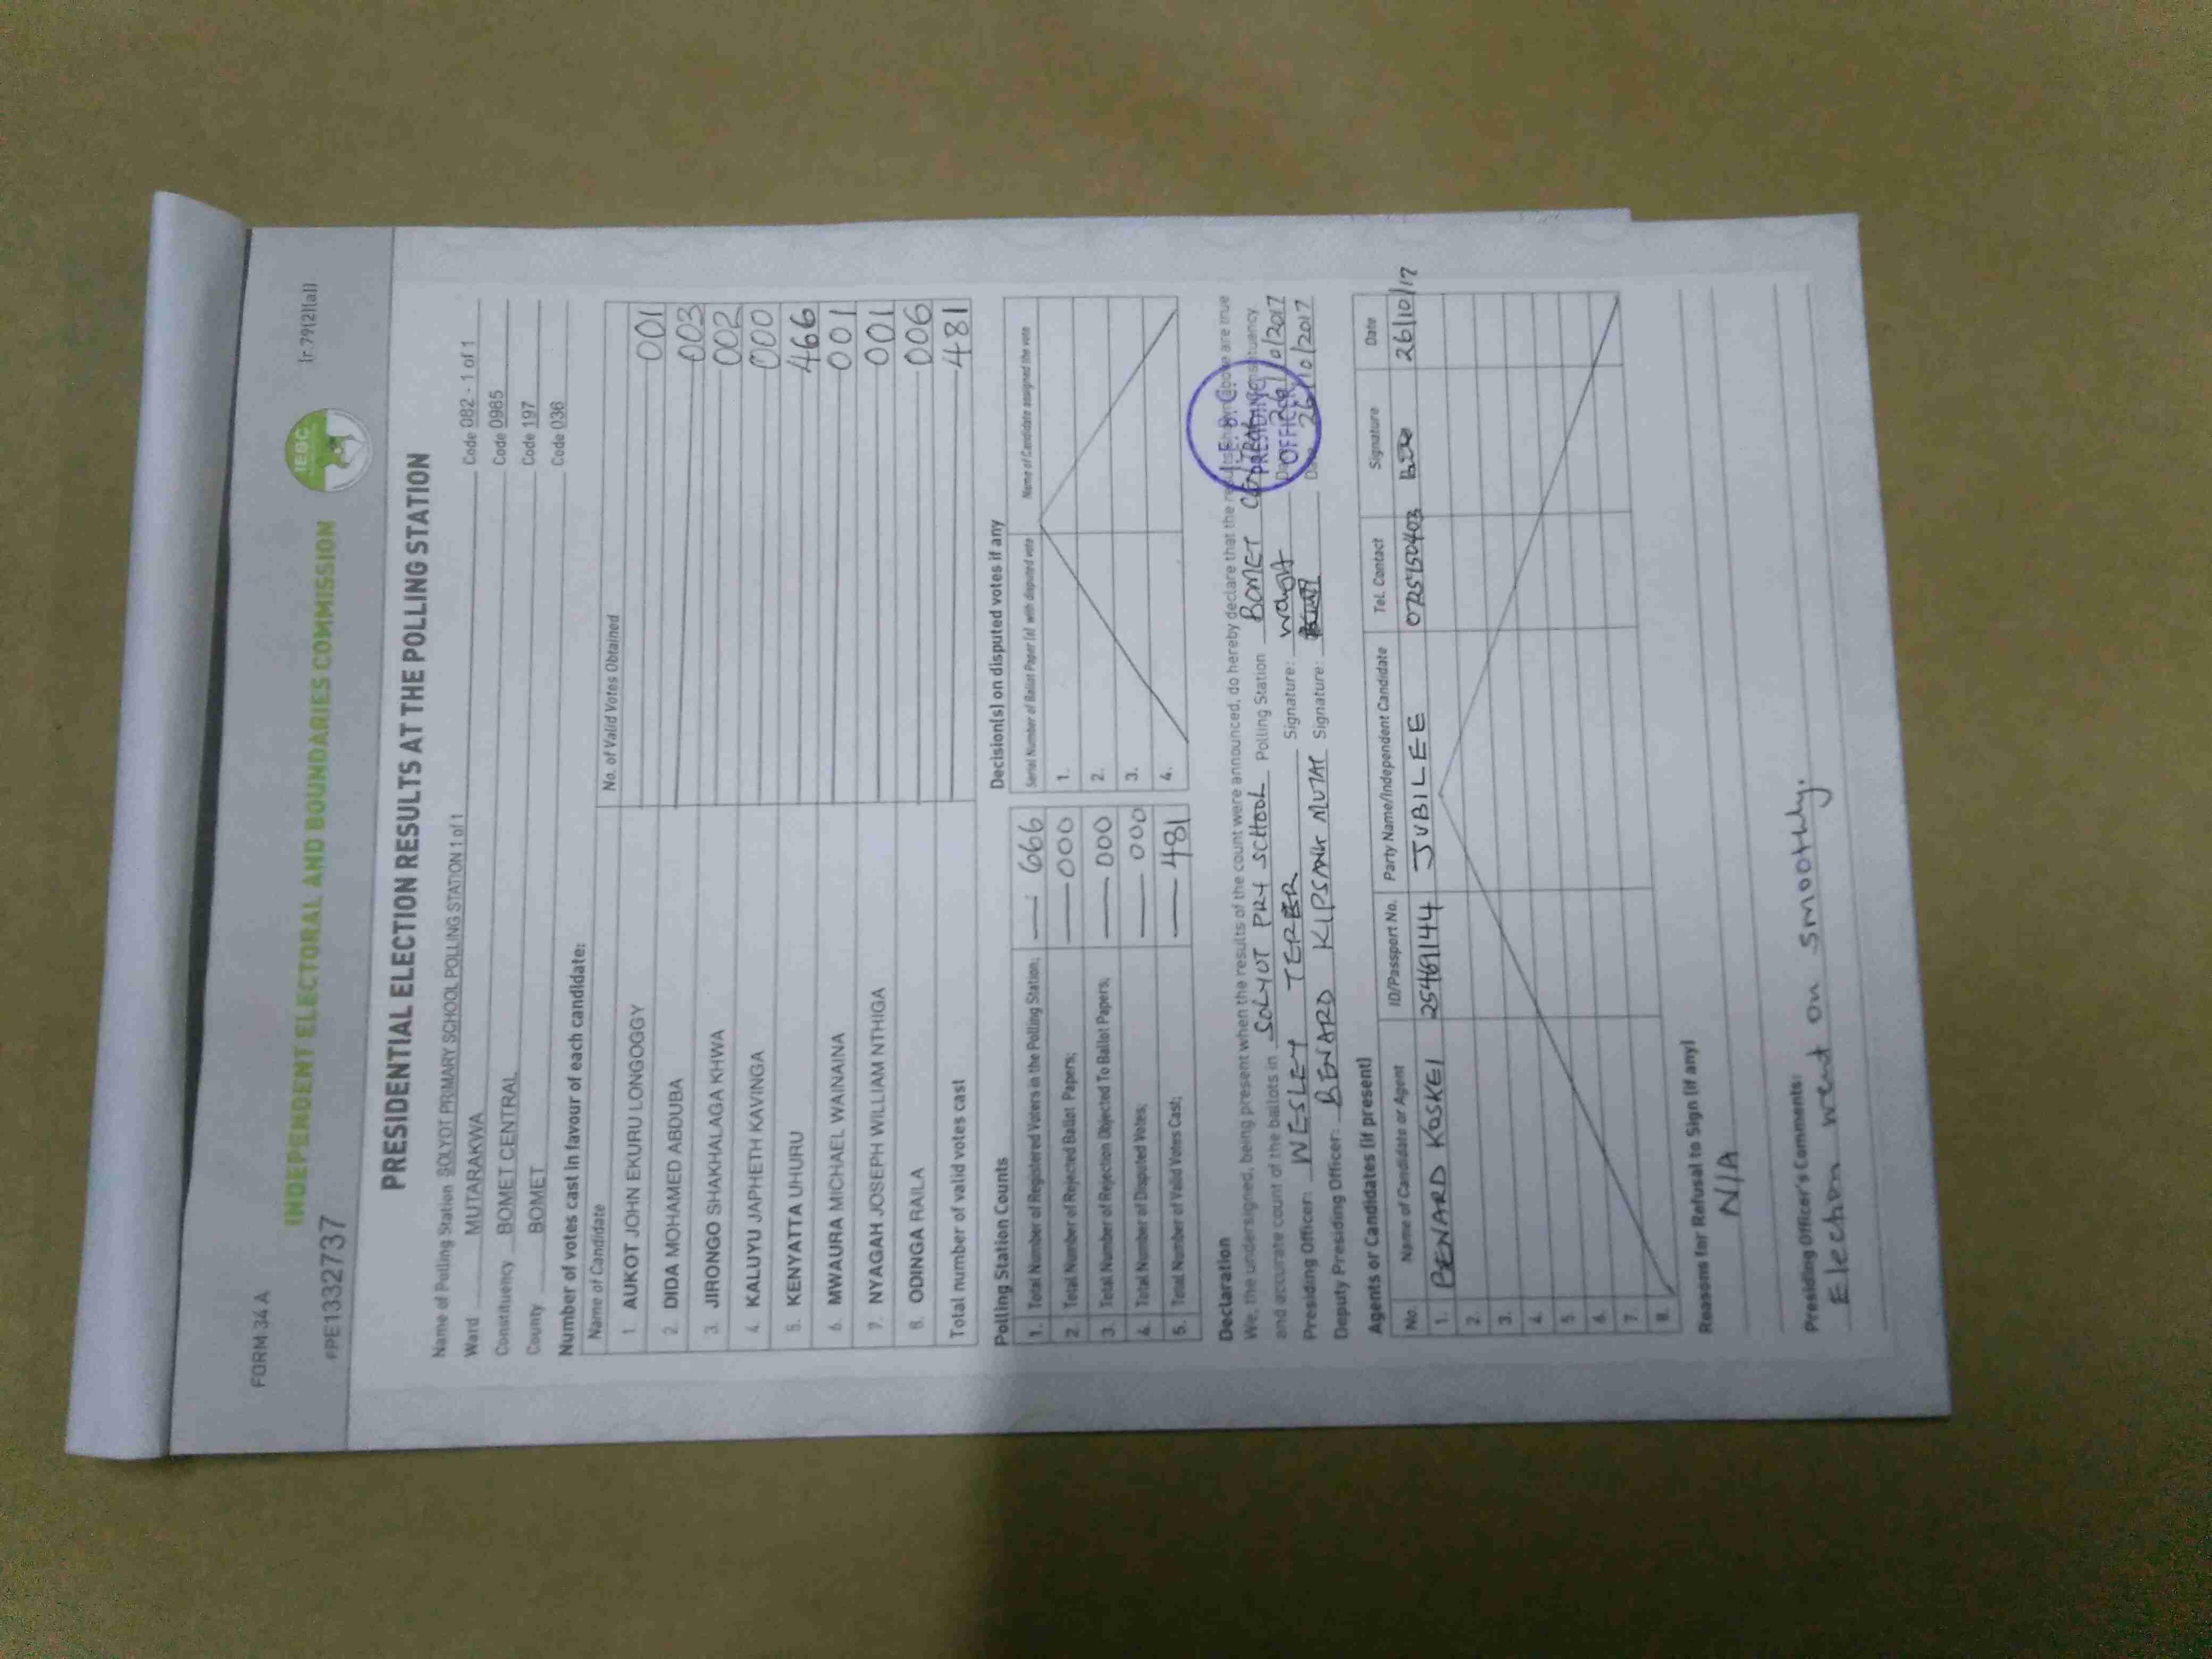 FORM 34 A
(r.79(2)(a))
IEBC
INDEPENDENT ELECTORAL AND BOUNDARIES COMMISSION
PPE1332737
PRESIDENTIAL ELECTION RESULTS AT THE POLLING STATION
Name of Polling Station SOLYOT PRIMARY SCHOOL POLLING STATION 1 of 1 Code 082 - 1 of 1
Ward MUTARAKWA Code 0985
Constituency BOMET CENTRAL Code 197
County BOMET Code 036
Number of votes cast in favour of each candidate:
Name of Candidate No. of Valid Votes Obtained
1. AUKOT JOHN EKURU LONGOGGY 001
2. DIDA MOHAMED ABDUBA 003
3. JIRONGO SHAKHALAGA KHWA 002
4. KALUYU JAPHETH KAVINGA 000
5. KENYATTA UHURU 466
6. MWAURA MICHAEL WAINAINA 001
7. NYAGAH JOSEPH WILLIAM NTHIGA 001
8. ODINGA RAILA 006
Total number of valid votes cast 481
Polling Station Counts
1. Total Number of Registered Voters in the Polling Station; 666
2. Total Number of Rejected Ballot Papers; 000
3. Total Number of Rejection Objected To Ballot Papers; 000
4. Total Number of Disputed Votes; 000
5. Total Number of Valid Votes Cast; 481
Decision(s) on disputed votes if any
Serial Number of Ballot Paper (s) with disputed vote Name of Candidate assigned the vote
1.
2.
3.
4.
Declaration
We, the undersigned, being present when the results of the count were announced, do hereby declare that the results shown above are true
and accurate count of the ballots in SOLYOT PRY SCHOOL Polling Station BOMET CENTRAL Constituency.
Presiding Officer: WESLEY TERER Signature: Date 26/10/2017
Deputy Presiding Officer: BENARD KIPSANK MUTAI Signature: Date 26/10/2017
I.E.B.C.
PRESIDING
OFFICER
Agents or Candidates (if present)
No. Name of Candidate or Agent ID/Passport No. Party Name/Independent Candidate Tel. Contact Signature Date
1. BENARD KOSKEI 25469144 JUBILEE 0725150403 26/10/17
2.
3.
4.
5.
6.
7.
8.
Reasons for Refusal to Sign (if any)
N/A
Presiding Officer's Comments:
Election went on smoothly.